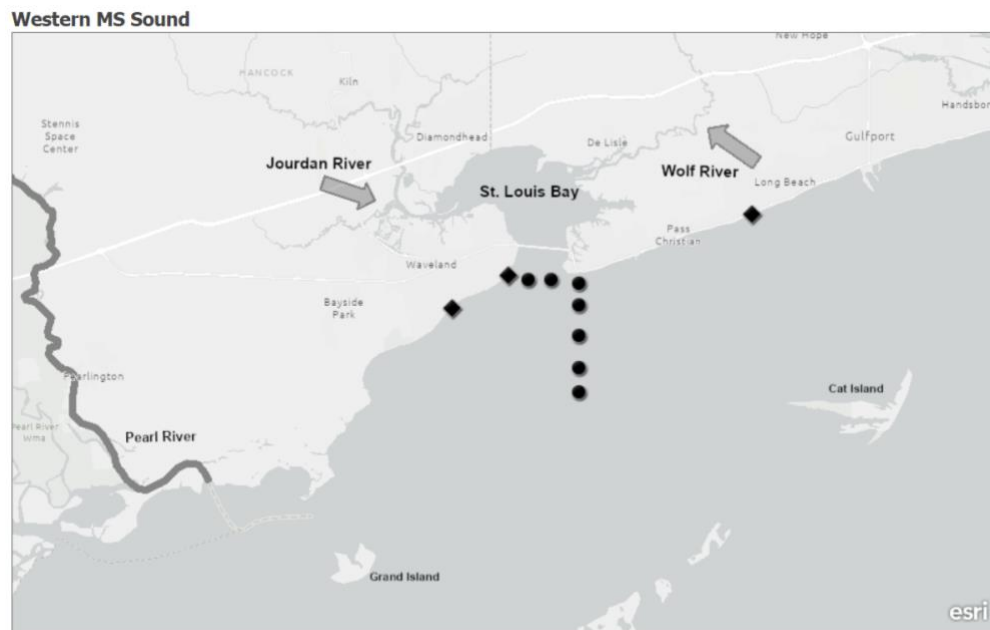 Western MS Sound
New Hope
HANCOCK
Kiln
Handsbor
Stennis
Space
Center
Diamondhead
De Lisle
Gulfport
Jourdan River
Wolf River
Long Beach
St. Louis Bay
Pass
Christian
Waveland
Bayside
Park
Pearlington
Cat Island
Pearl River
Wma
Pearl River
Grand Island
esri